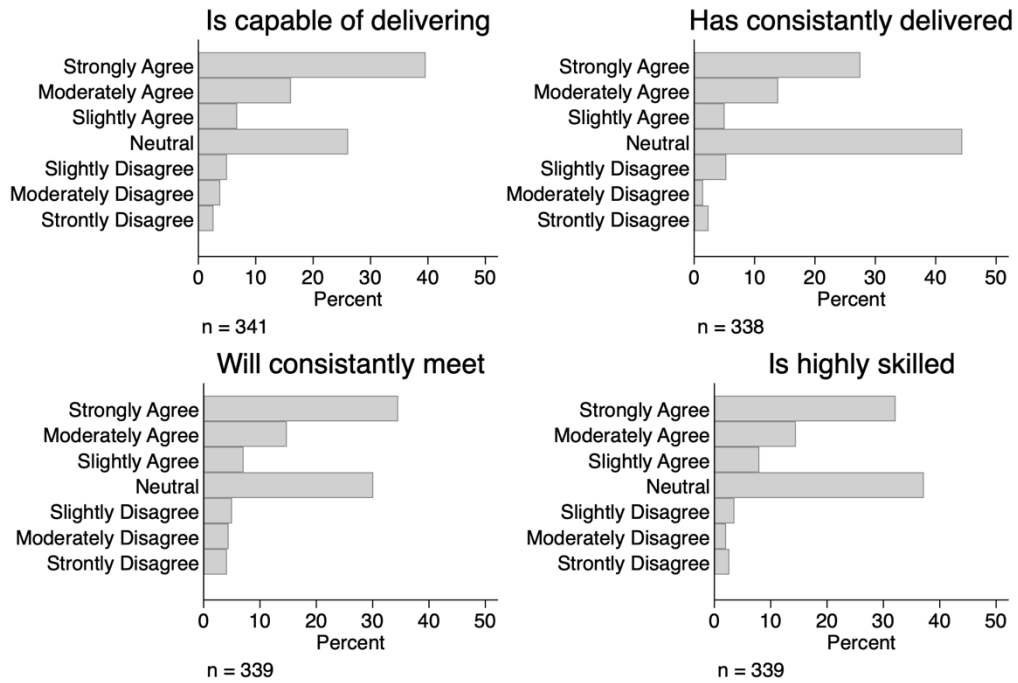 Is capable of delivering
Strongly Agree
Moderately Agree
Slightly Agree
Neutral
Slightly Disagree
Moderately Disagree
Strontly Disagree
0 10 20 30 40 50
Percent
n = 341
Has consistantly delivered
Strongly Agree
Moderately Agree
Slightly Agree
Neutral
Slightly Disagree
Moderately Disagree
Strontly Disagree
0 10 20 30 40 50
Percent
n = 338
Will consistantly meet
Strongly Agree
Moderately Agree
Slightly Agree
Neutral
Slightly Disagree
Moderately Disagree
Strontly Disagree
0 10 20 30 40 50
Percent
n = 339
Is highly skilled
Strongly Agree
Moderately Agree
Slightly Agree
Neutral
Slightly Disagree
Moderately Disagree
Strontly Disagree
0 10 20 30 40 50
Percent
n = 339